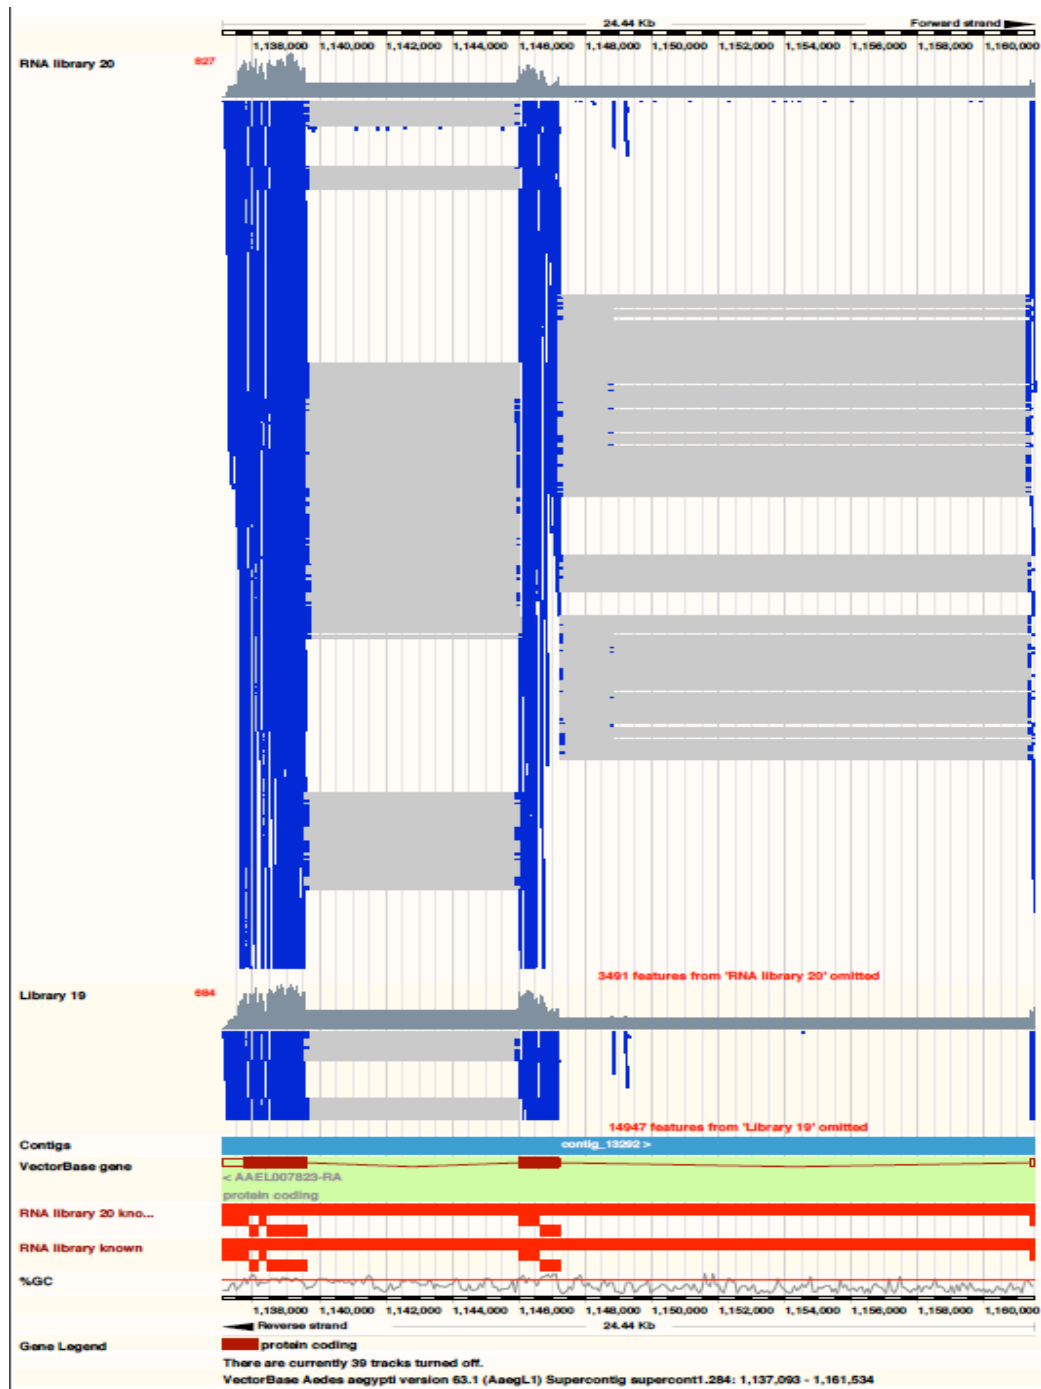 24.44 Kb Forward strand
1,138,000 1,140,000 1,142,000 1,144,000 1,146,000 1,148,000 1,150,000 1,152,000 1,154,000 1,156,000 1,158,000 1,160,000
RNA library 20 827
3491 features from 'RNA library 20' omitted
Library 19 684
14947 features from 'Library 19' omitted
Contigs contig_13292 >
VectorBase gene
< AAEL007823-RA
protein coding
RNA library 20 kno...
RNA library known
%GC
1,138,000 1,140,000 1,142,000 1,144,000 1,146,000 1,148,000 1,150,000 1,152,000 1,154,000 1,156,000 1,158,000 1,160,000
Reverse strand 24.44 Kb
Gene Legend protein coding
There are currently 39 tracks turned off.
VectorBase Aedes aegypti version 63.1 (AaegL1) Supercontig supercont1.284: 1,137,093 - 1,161,534